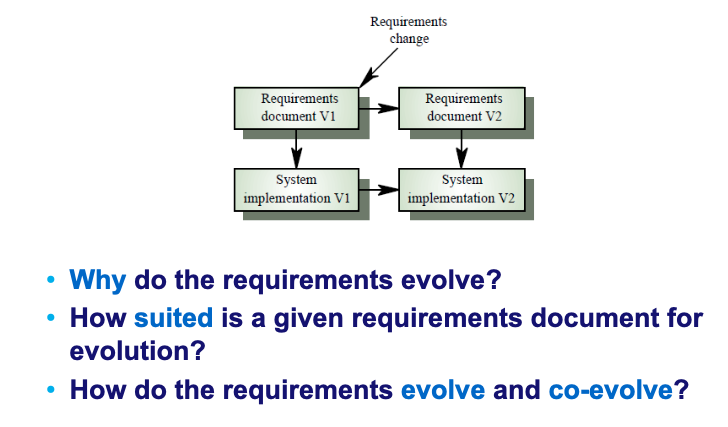 Requirements
change
Requirements
document V1
Requirements
document V2
System
implementation V1
System
implementation V2
• Why do the requirements evolve?
• How suited is a given requirements document for
evolution?
• How do the requirements evolve and co-evolve?